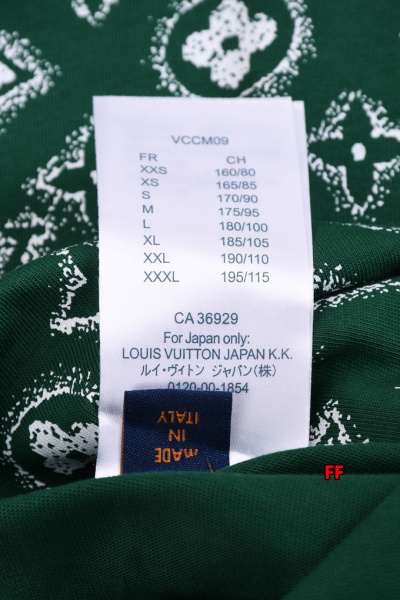 VCCM09
FR CH
XXS 160/80
XS 165/85
S 170/90
M 175/95
L 180/100
XL 185/105
XXL 190/110
XXXL 195/115
CA 36929
For Japan only:
LOUIS VUITTON JAPAN K.K.
ルイ・ヴィトン ジャパン(株)
0120-00-1854
MADE
IN
ITALY
FF